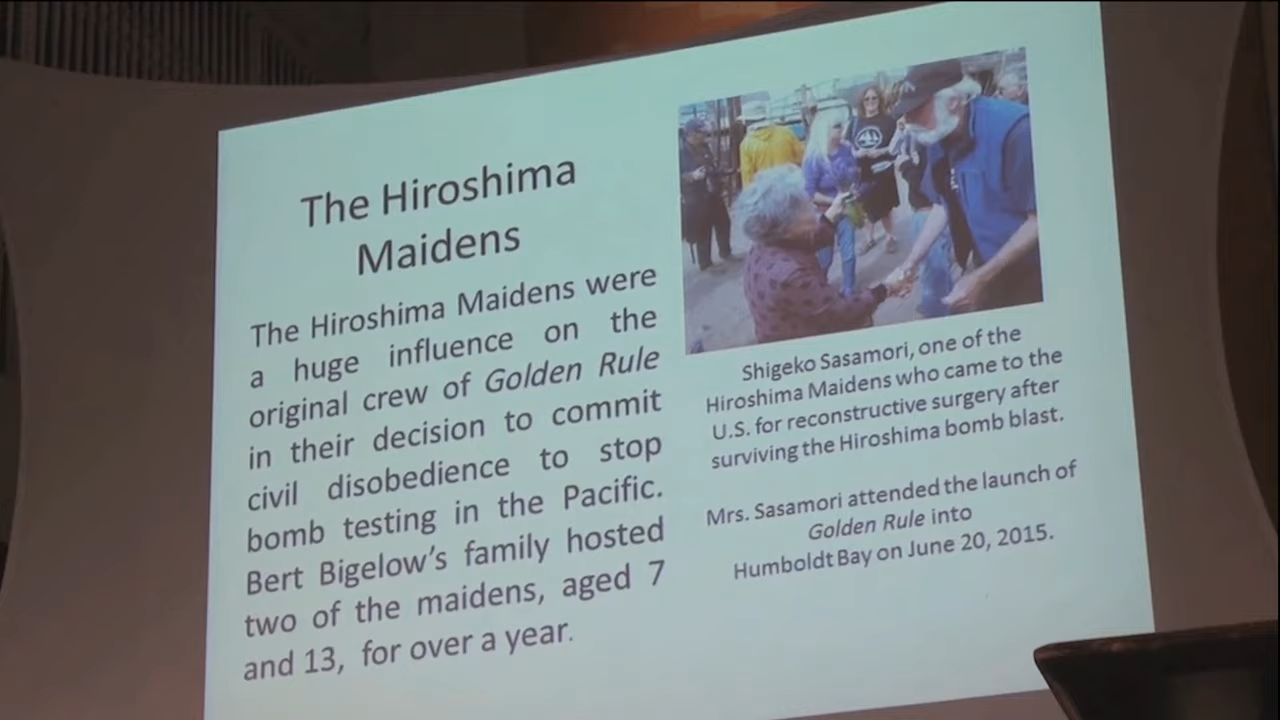 The Hiroshima
Maidens
The Hiroshima Maidens were
a huge influence on the
original crew of Golden Rule
in their decision to commit
civil disobedience to stop
bomb testing in the Pacific.
Bert Bigelow's family hosted
two of the maidens, aged 7
and 13, for over a year.
Shigeko Sasamori, one of the
Hiroshima Maidens who came to the
U.S. for reconstructive surgery after
surviving the Hiroshima bomb blast.
Mrs. Sasamori attended the launch of
Golden Rule into
Humboldt Bay on June 20, 2015.